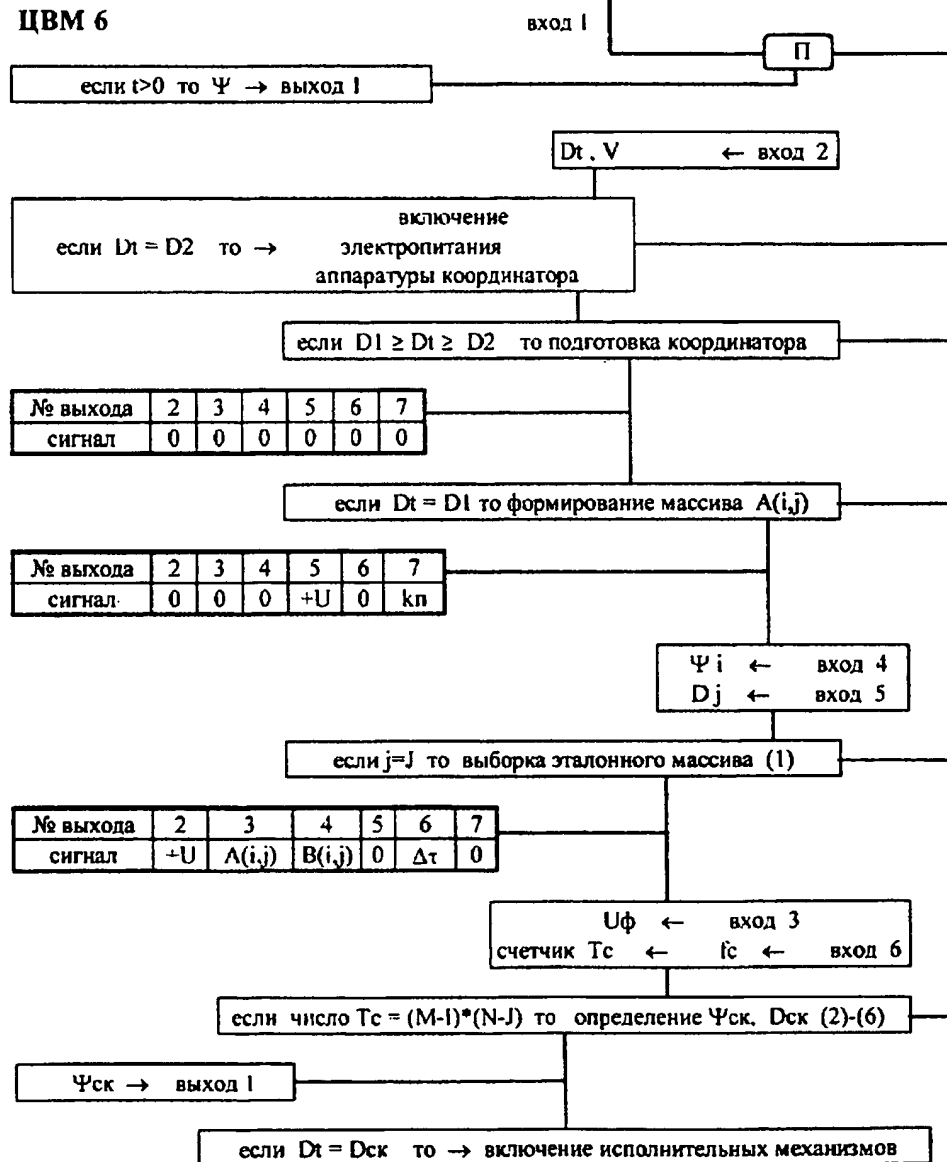 ЦВМ 6
вход 1
П
если t>0 то Ψ → выход 1
Dt , V ← вход 2
включение
если Dt = D2 то → электропитания
аппаратуры координатора
если D1 ≥ Dt ≥ D2 то подготовка координатора
№ выхода 2 3 4 5 6 7
сигнал 0 0 0 0 0 0
если Dt = D1 то формирование массива A(i,j)
№ выхода 2 3 4 5 6 7
сигнал 0 0 0 +U 0 kп
Ψ i ← вход 4
D j ← вход 5
если j=J то выборка эталонного массива (1)
№ выхода 2 3 4 5 6 7
сигнал +U A(i,j) B(i,j) 0 Δτ 0
Uф ← вход 3
счетчик Tc ← fc ← вход 6
если число Tc = (M-I)*(N-J) то определение Ψск, Dск (2)-(6)
Ψск → выход 1
если Dt = Dск то → включение исполнительных механизмов